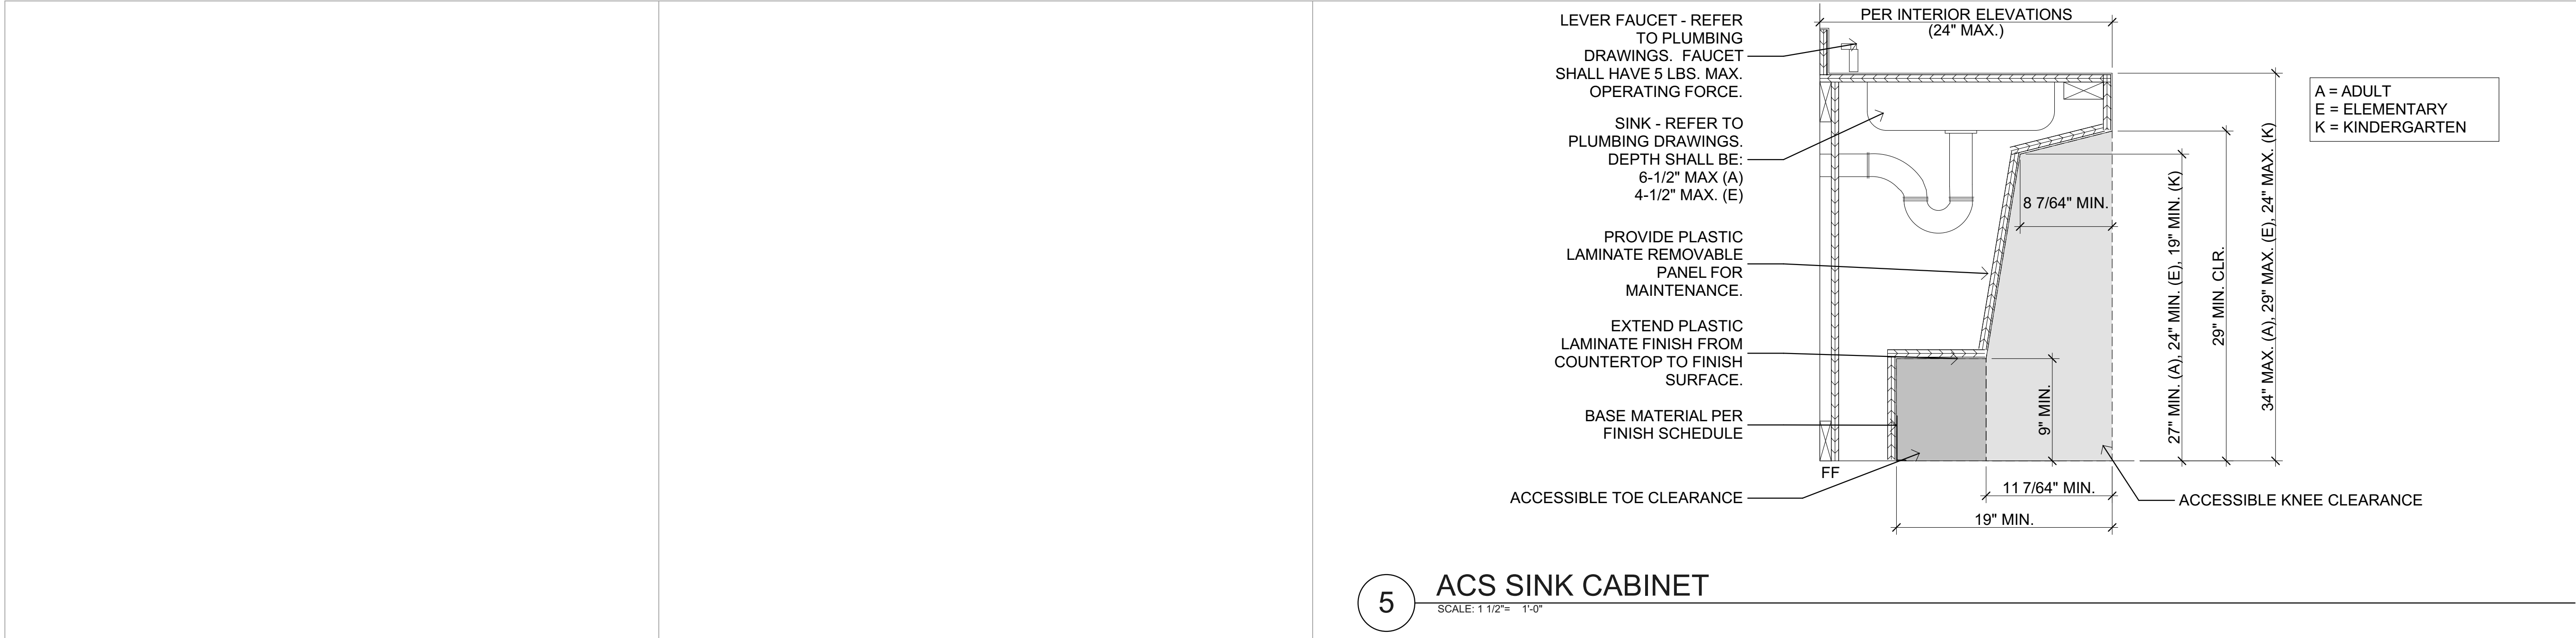 LEVER FAUCET - REFER
TO PLUMBING
DRAWINGS.  FAUCET
SHALL HAVE 5 LBS. MAX.
OPERATING FORCE.
SINK - REFER TO
PLUMBING DRAWINGS.
DEPTH SHALL BE:
6-1/2" MAX (A)
4-1/2" MAX. (E)
PROVIDE PLASTIC
LAMINATE REMOVABLE
PANEL FOR
MAINTENANCE.
EXTEND PLASTIC
LAMINATE FINISH FROM
COUNTERTOP TO FINISH
SURFACE.
BASE MATERIAL PER
FINISH SCHEDULE
ACCESSIBLE TOE CLEARANCE
PER INTERIOR ELEVATIONS
(24" MAX.)
8 7/64" MIN.
9" MIN.
27" MIN. (A), 24" MIN. (E), 19" MIN. (K)
29" MIN. CLR.
34" MAX. (A), 29" MAX. (E), 24" MAX. (K)
FF
11 7/64" MIN.
19" MIN.
ACCESSIBLE KNEE CLEARANCE
A = ADULT
E = ELEMENTARY
K = KINDERGARTEN
5
ACS SINK CABINET
SCALE: 1 1/2"=    1'-0"